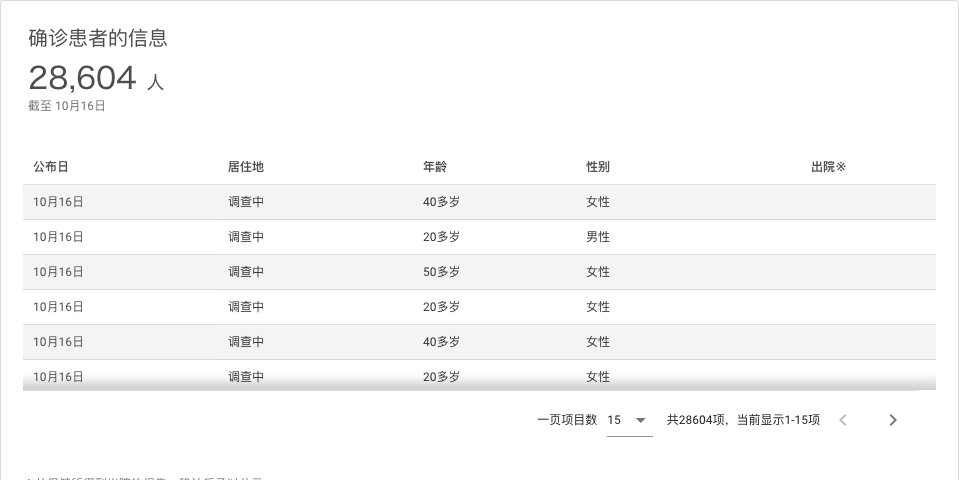 确诊患者的信息
28,604 人
截至 10月16日
公布日 居住地 年龄 性别 出院※
10月16日 调查中 40多岁 女性
10月16日 调查中 20多岁 男性
10月16日 调查中 50多岁 女性
10月16日 调查中 20多岁 女性
10月16日 调查中 40多岁 女性
10月16日 调查中 20多岁 女性
一页项目数 15 共28604项，当前显示1-15项